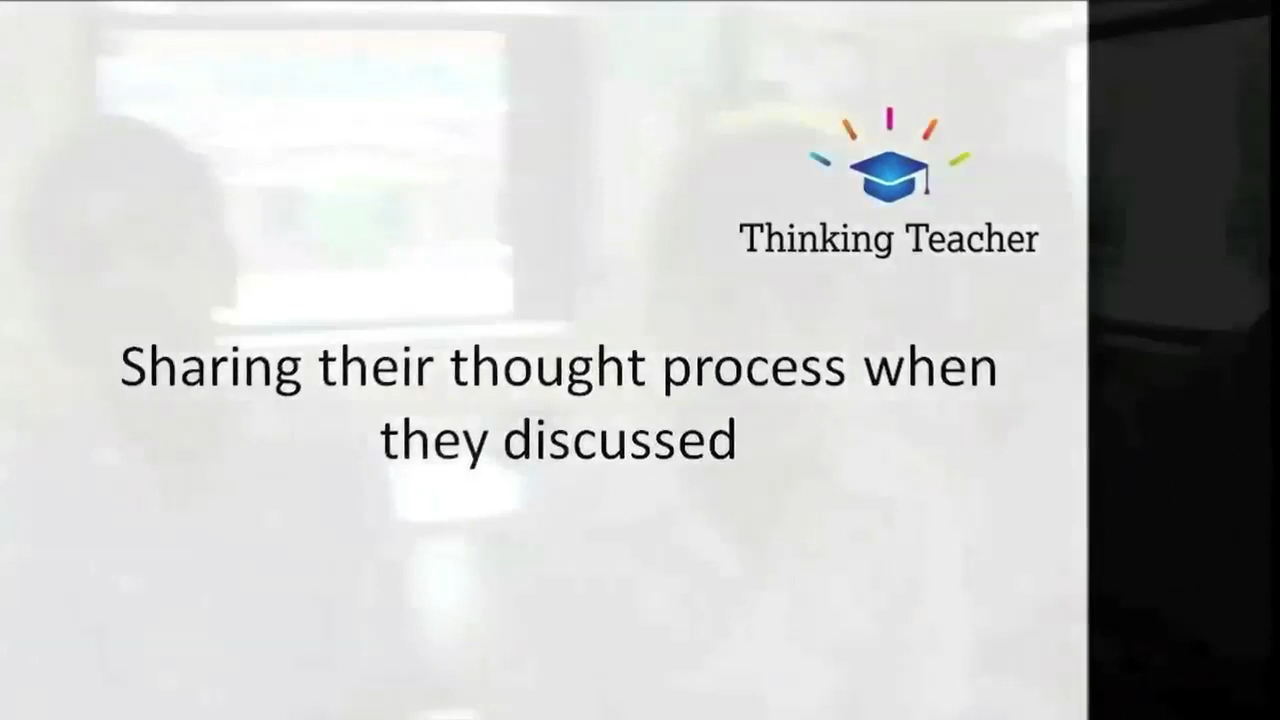 Thinking Teacher
Sharing their thought process when
they discussed